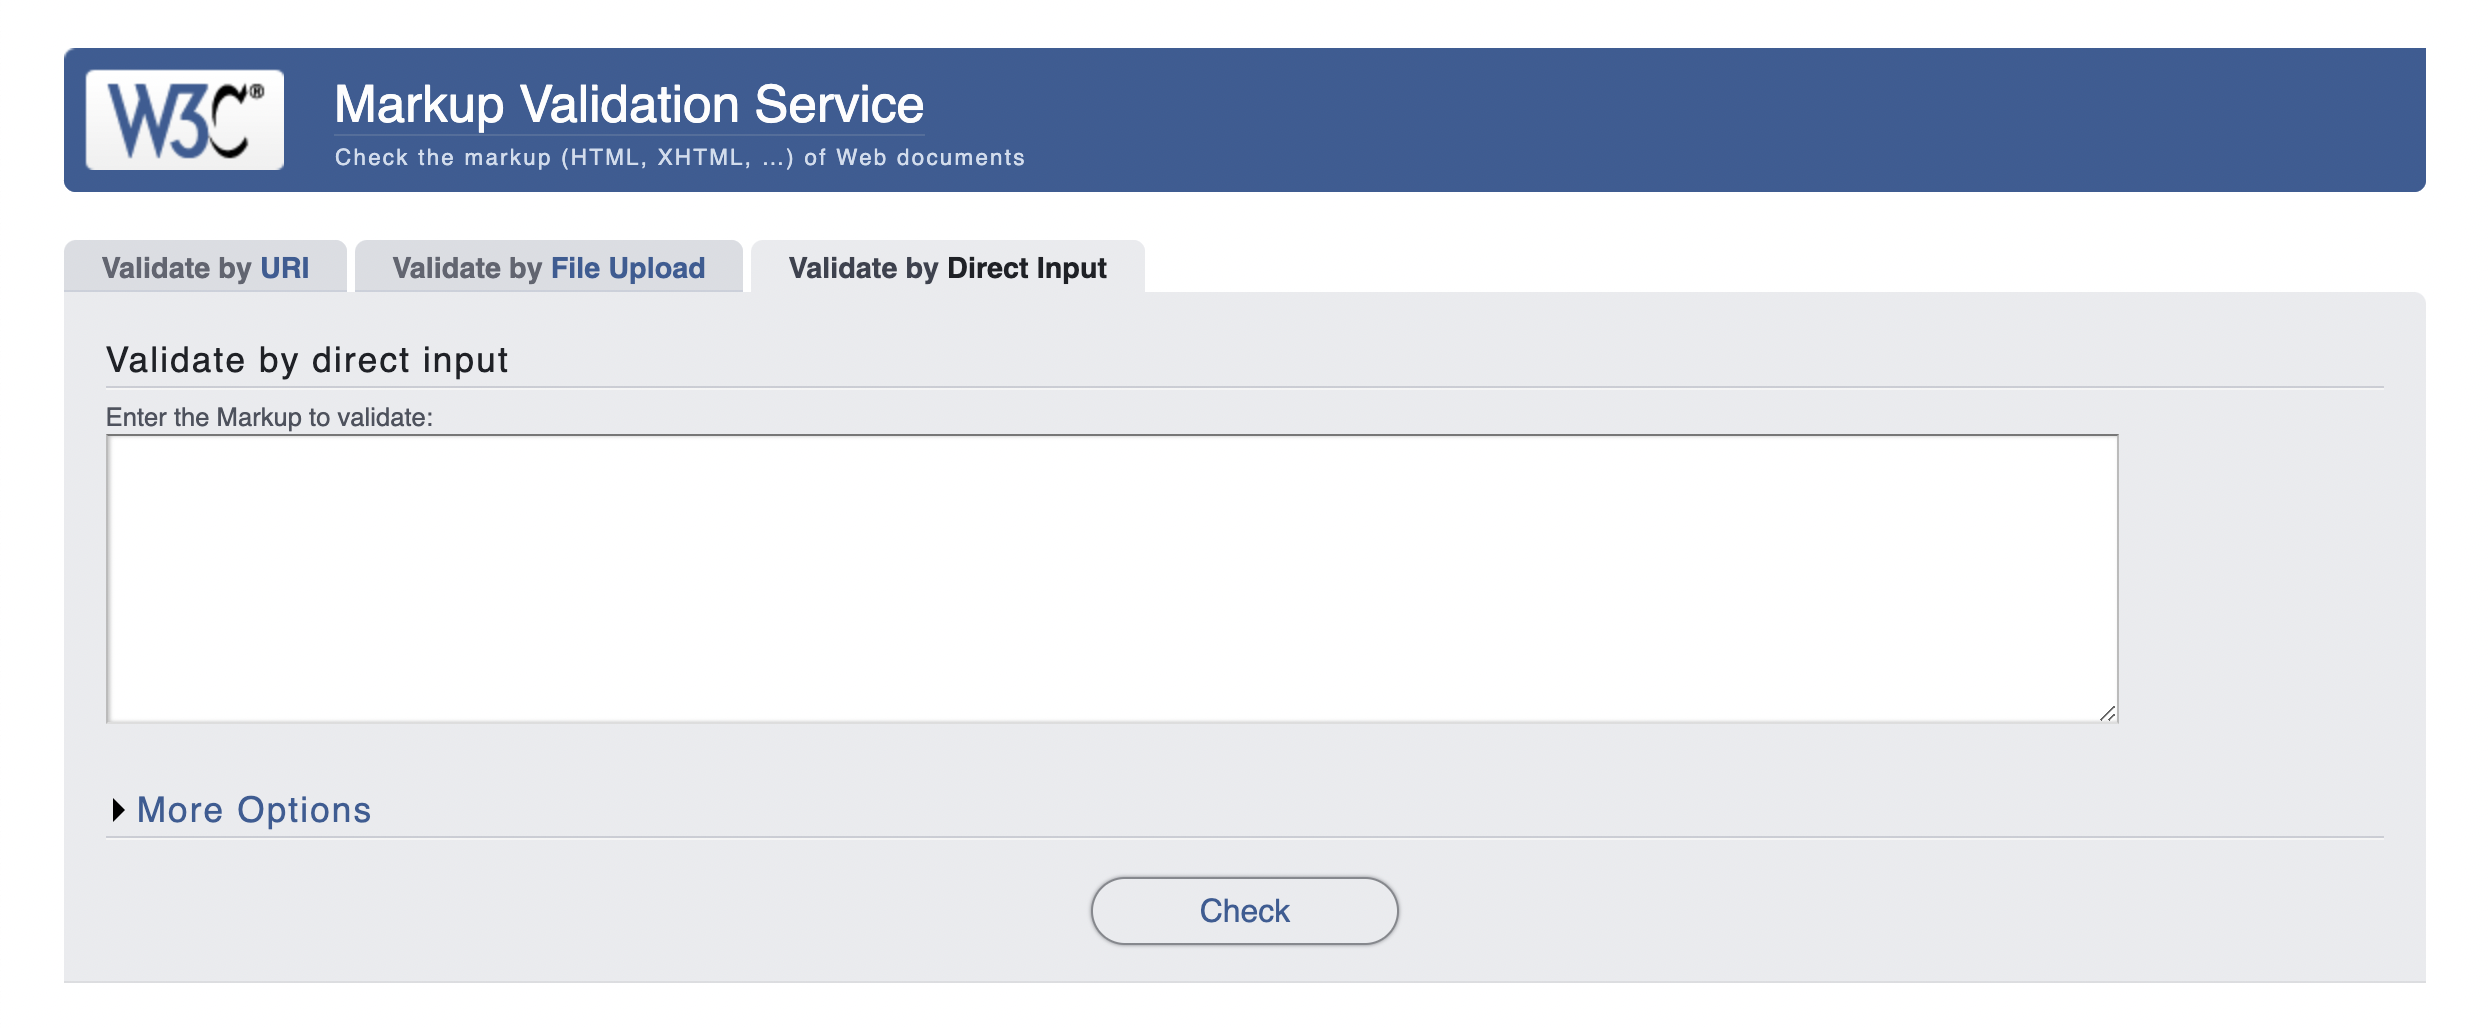 W3C®
Markup Validation Service
Check the markup (HTML, XHTML, ...) of Web documents
Validate by URI
Validate by File Upload
Validate by Direct Input
Validate by direct input
Enter the Markup to validate:
More Options
Check